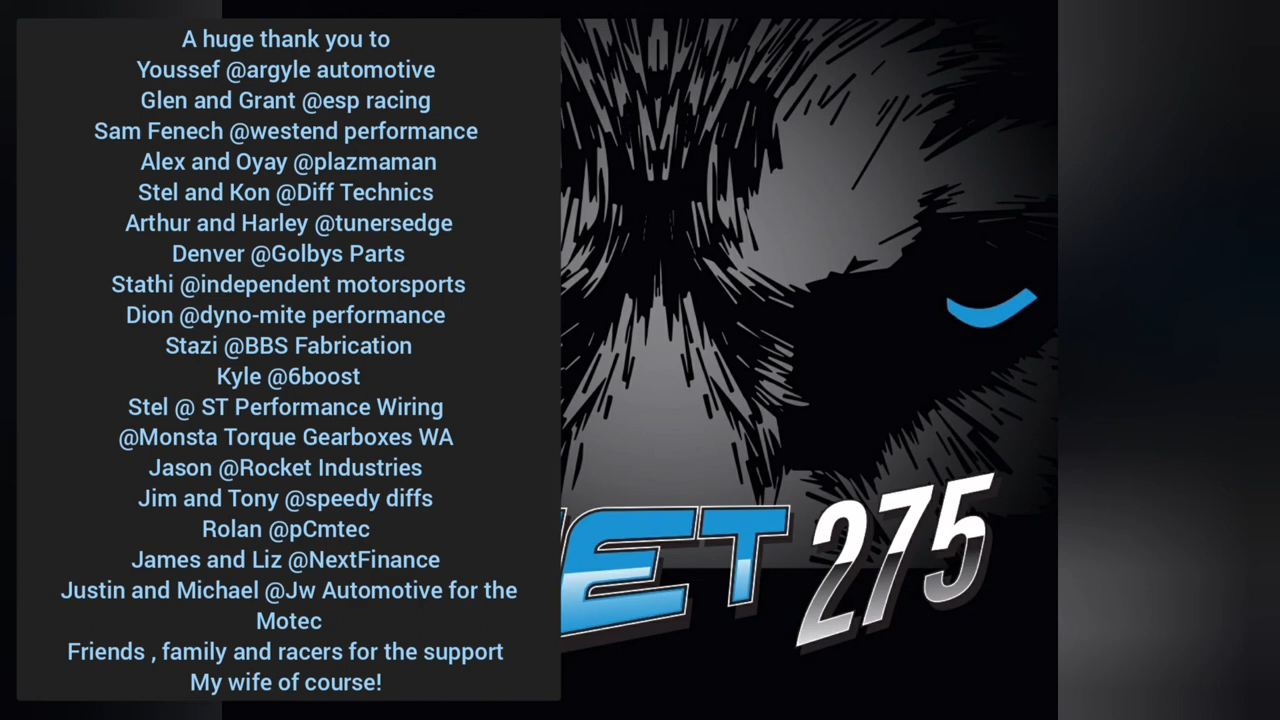 A huge thank you to
Youssef @argyle automotive
Glen and Grant @esp racing
Sam Fenech @westend performance
Alex and Oyay @plazmaman
Stel and Kon @Diff Technics
Arthur and Harley @tunersedge
Denver @Golbys Parts
Stathi @independent motorsports
Dion @dyno-mite performance
Stazi @BBS Fabrication
Kyle @6boost
Stel @ ST Performance Wiring
@Monsta Torque Gearboxes WA
Jason @Rocket Industries
Jim and Tony @speedy diffs
Rolan @pCmtec
James and Liz @NextFinance
Justin and Michael @Jw Automotive for the
Motec
Friends , family and racers for the support
My wife of course!
ET 275